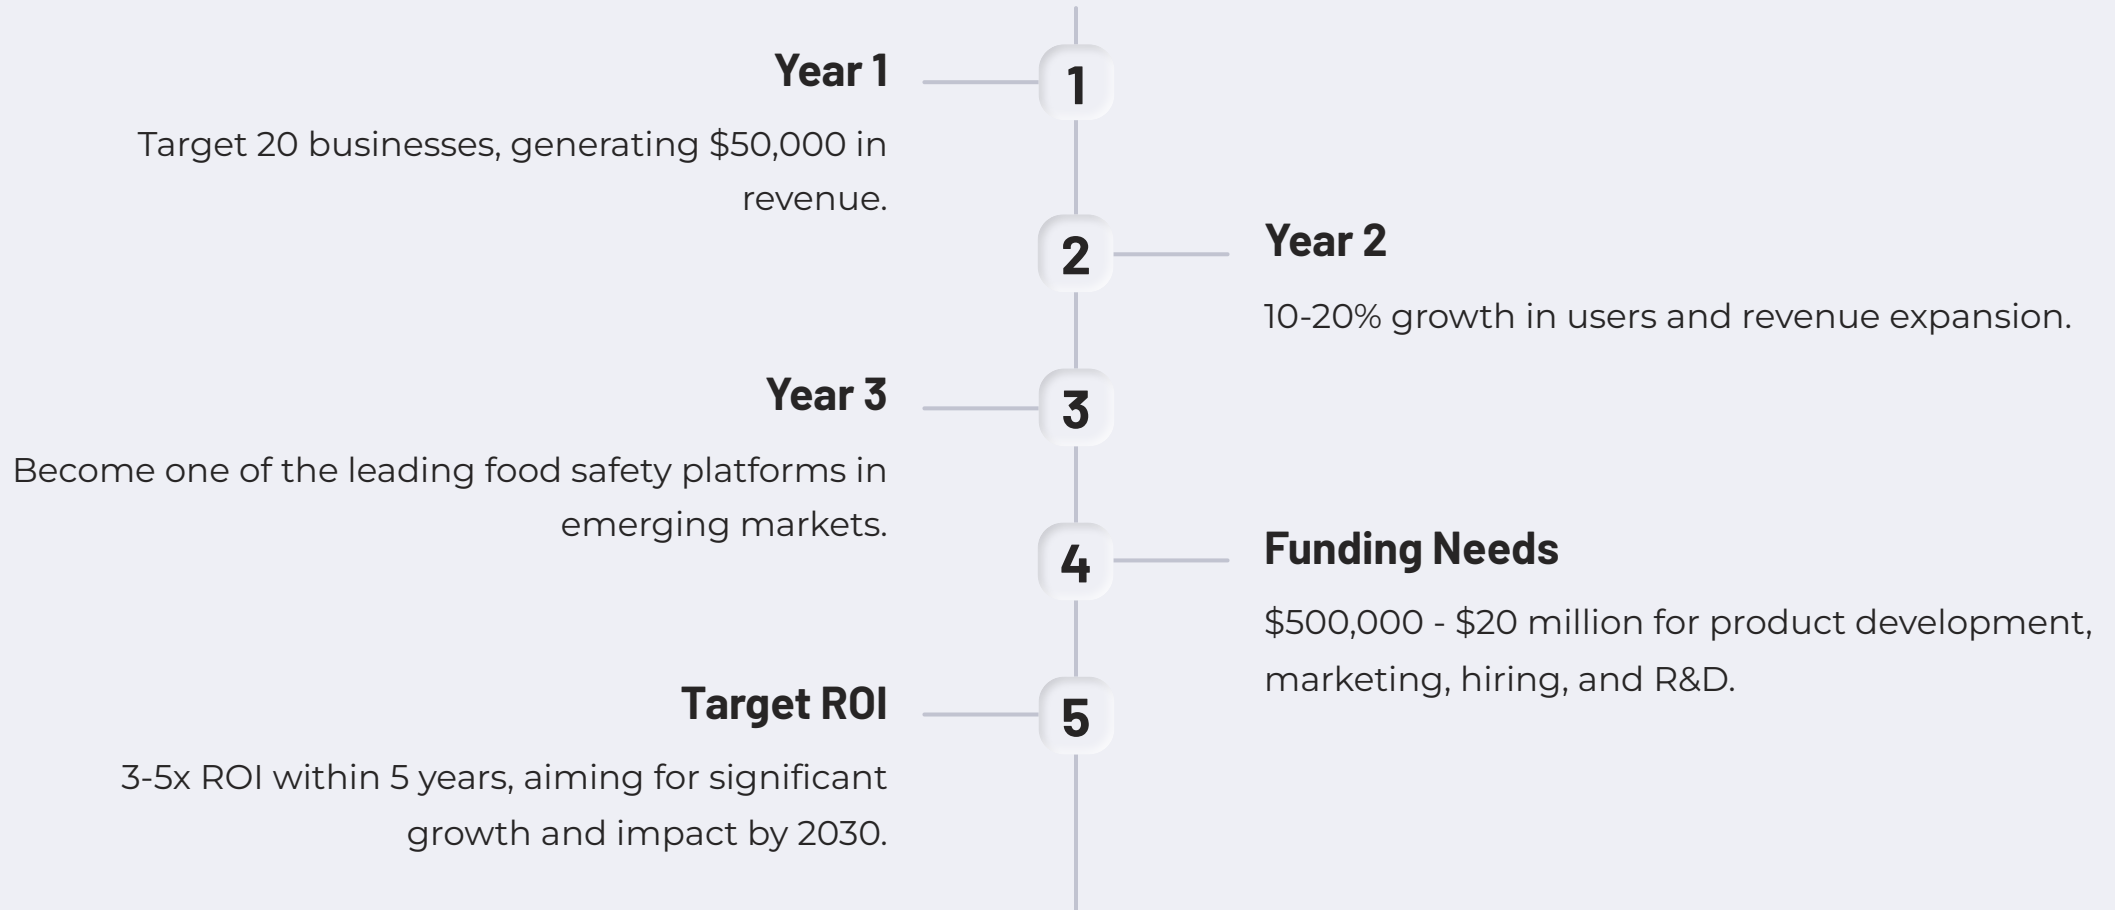 Year 1
1
Target 20 businesses, generating $50,000 in
revenue.
2
Year 2
10-20% growth in users and revenue expansion.
Year 3
3
Become one of the leading food safety platforms in
emerging markets.
4
Funding Needs
$500,000 - $20 million for product development,
marketing, hiring, and R&D.
Target ROI
5
3-5x ROI within 5 years, aiming for significant
growth and impact by 2030.